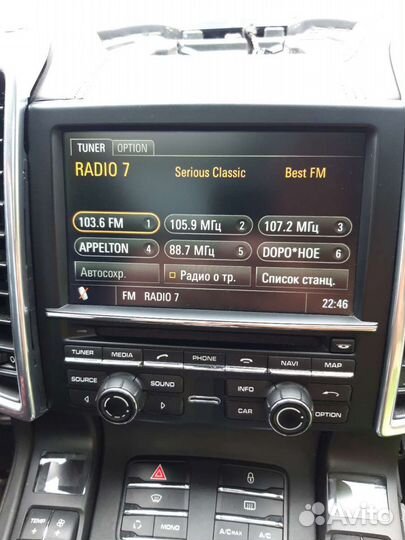 TUNER OPTION
RADIO 7 Serious Classic Best FM
103.6 FM 1 105.9 МГц 2 107.2 МГц 3
APPELTON 4 88.7 МГц 5 DOPO*HOE 6
Автосохр. Радио о тр. Список станц.
FM RADIO 7 22:46
TUNER MEDIA PHONE NAVI MAP
SOURCE SOUND INFO BACK
CAR OPTION
TEMP MONO A/C MAX A/C
Avito